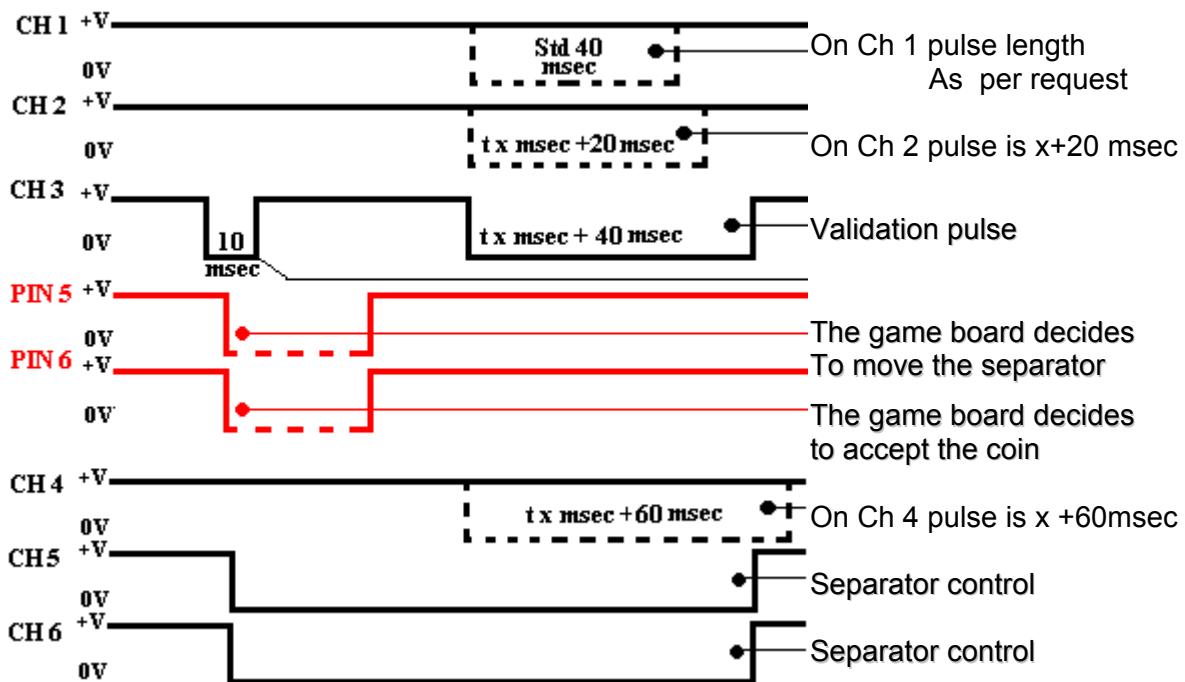 CH 1 +V
Std 40
msec
On Ch 1 pulse length
As per request
0V
CH 2 +V
t x msec +20 msec
On Ch 2 pulse is x+20 msec
0V
CH 3 +V
10
msec
t x msec + 40 msec
Validation pulse
0V
PIN 5 +V
0V
The game board decides
To move the separator
PIN 6 +V
0V
The game board decides
to accept the coin
CH 4 +V
t x msec +60 msec
On Ch 4 pulse is x +60msec
0V
CH 5 +V
Separator control
0V
CH 6 +V
Separator control
0V